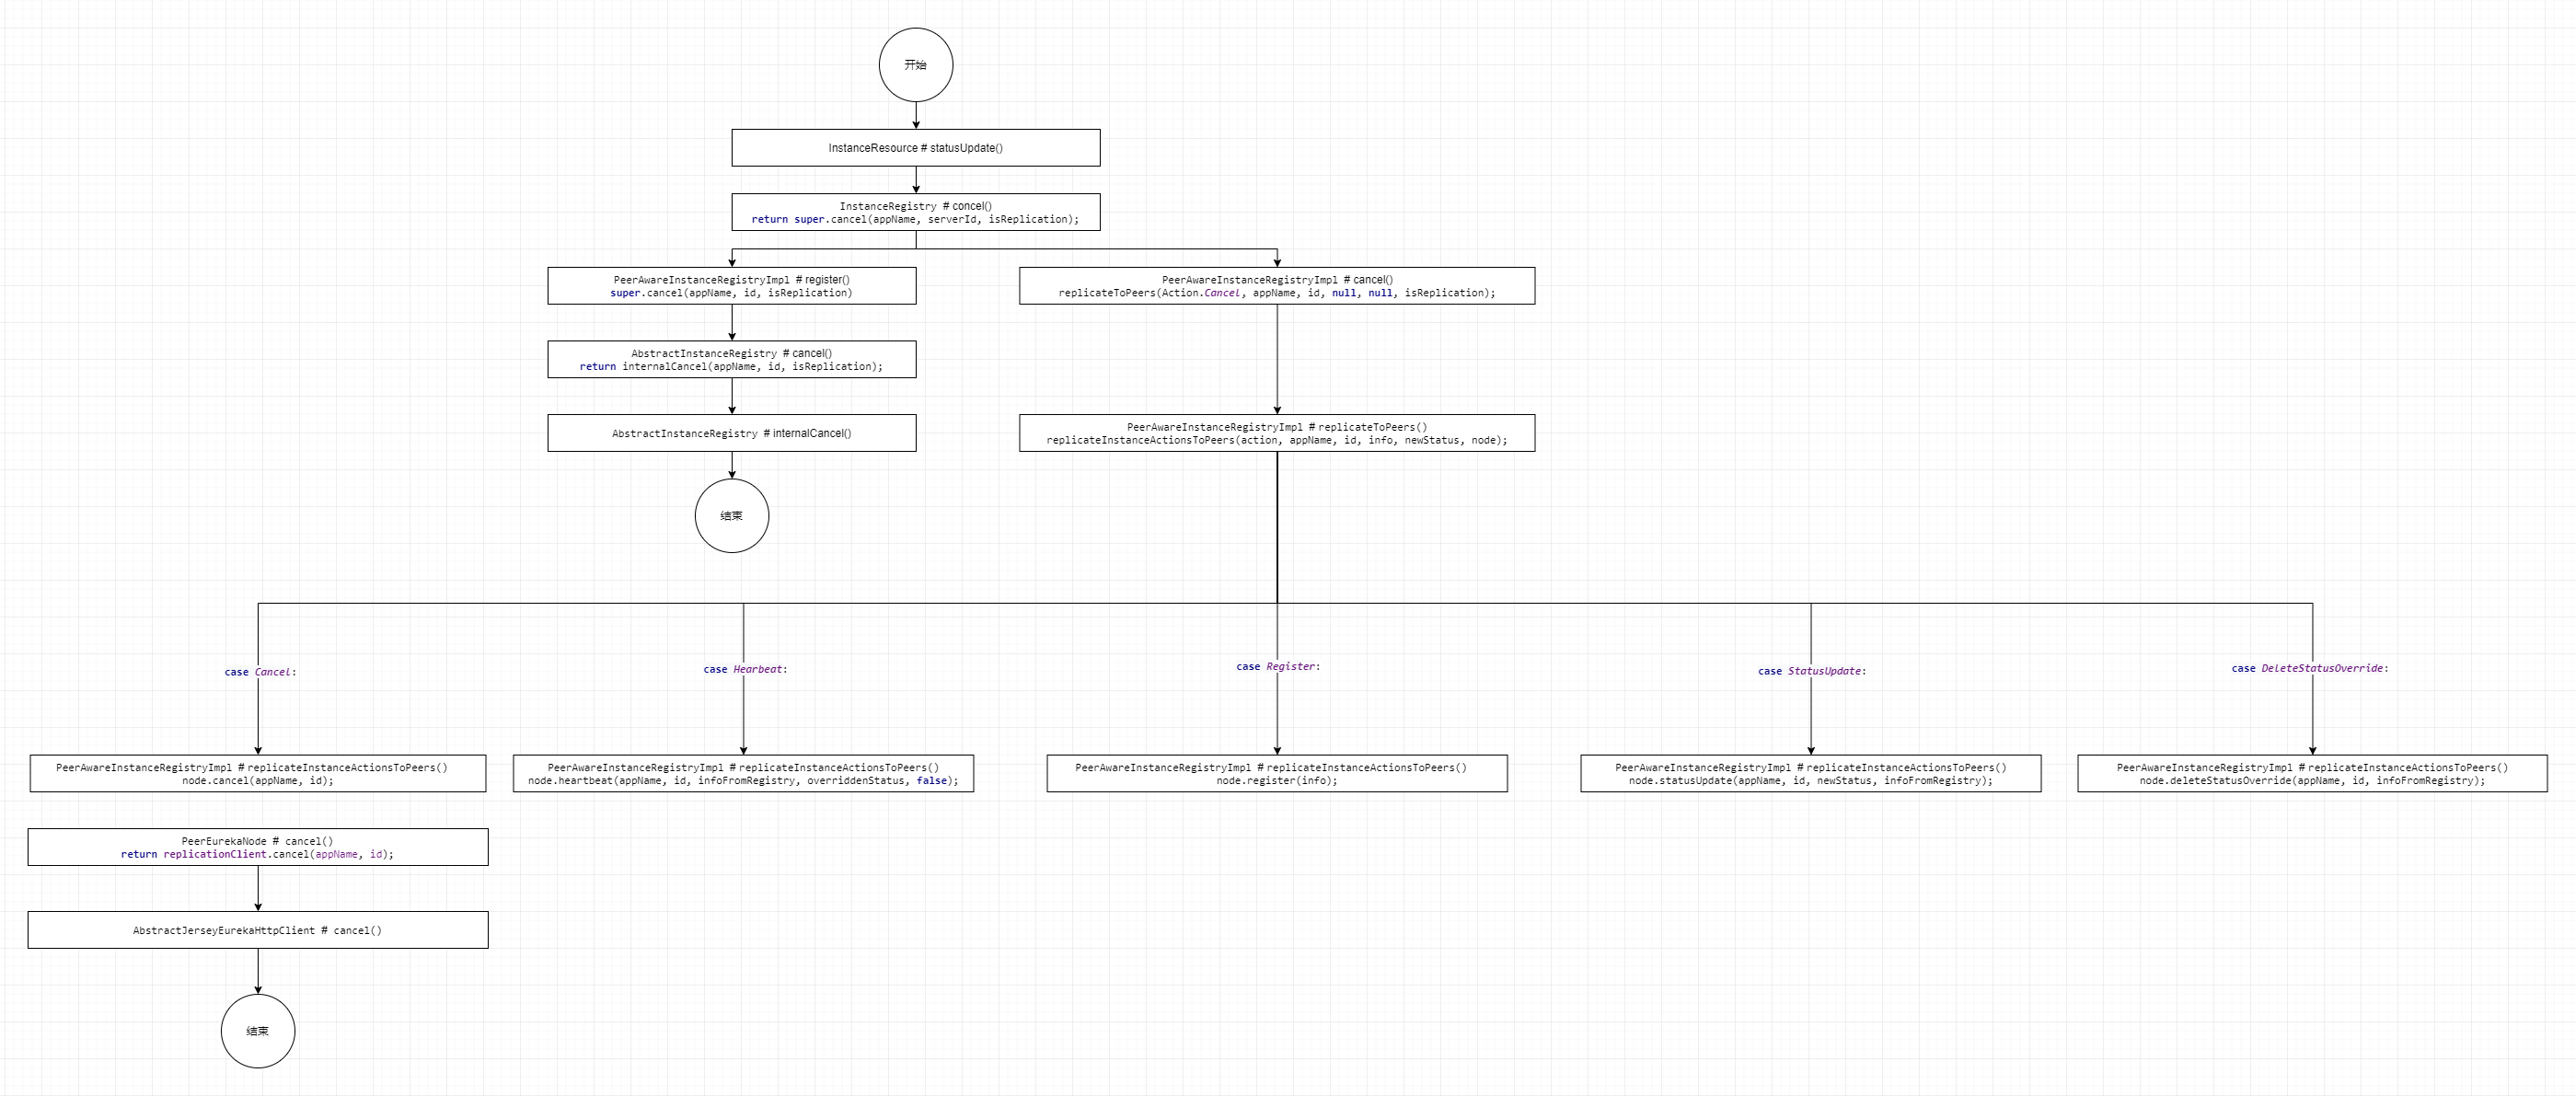 开始
InstanceResource # statusUpdate()
InstanceRegistry # concel()
return super.cancel(appName, serverId, isReplication);
PeerAwareInstanceRegistryImpl # register()
super.cancel(appName, id, isReplication)
PeerAwareInstanceRegistryImpl # cancel()
replicateToPeers(Action.Cancel, appName, id, null, null, isReplication);
AbstractInstanceRegistry # cancel()
return internalCancel(appName, id, isReplication);
AbstractInstanceRegistry # internalCancel()
PeerAwareInstanceRegistryImpl # replicateToPeers()
replicateInstanceActionsToPeers(action, appName, id, info, newStatus, node);
结束
case Cancel:
case Hearbeat:
case Register:
case StatusUpdate:
case DeleteStatusOverride:
PeerAwareInstanceRegistryImpl # replicateInstanceActionsToPeers()
node.cancel(appName, id);
PeerAwareInstanceRegistryImpl # replicateInstanceActionsToPeers()
node.heartbeat(appName, id, infoFromRegistry, overriddenStatus, false);
PeerAwareInstanceRegistryImpl # replicateInstanceActionsToPeers()
node.register(info);
PeerAwareInstanceRegistryImpl # replicateInstanceActionsToPeers()
node.statusUpdate(appName, id, newStatus, infoFromRegistry);
PeerAwareInstanceRegistryImpl # replicateInstanceActionsToPeers()
node.deleteStatusOverride(appName, id, infoFromRegistry);
PeerEurekaNode # cancel()
return replicationClient.cancel(appName, id);
AbstractJerseyEurekaHttpClient # cancel()
结束